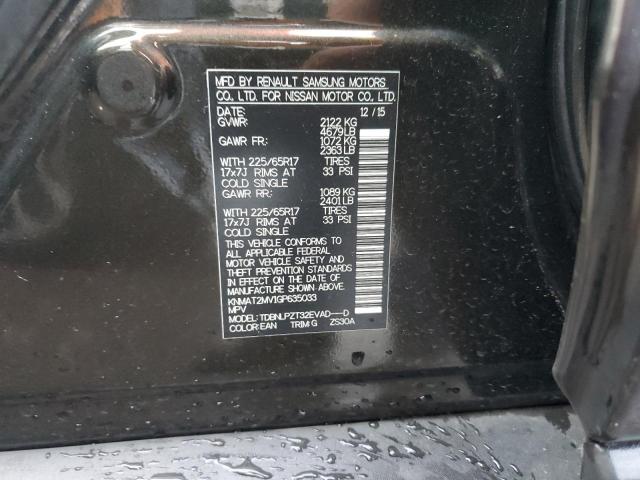 MFD BY RENAULT SAMSUNG MOTORS
CO., LTD. FOR NISSAN MOTOR CO., LTD.
DATE: 12 / 15
GVWR: 2122 KG
4679 LB
GAWR FR: 1072 KG
2363 LB
WITH 225/65R17 TIRES
17x7J RIMS AT 33 PSI
COLD SINGLE
GAWR RR: 1089 KG
2401 LB
WITH 225/65R17 TIRES
17x7J RIMS AT 33 PSI
COLD SINGLE
THIS VEHICLE CONFORMS TO
ALL APPLICABLE FEDERAL
MOTOR VEHICLE SAFETY AND
THEFT PREVENTION STANDARDS
IN EFFECT ON THE DATE OF
MANUFACTURE SHOWN ABOVE.
KNMAT2MV1GP635033
MPV
MODEL: TDBNLPZT32EVAD---D
COLOR: EAN TRIM: G ZS30A